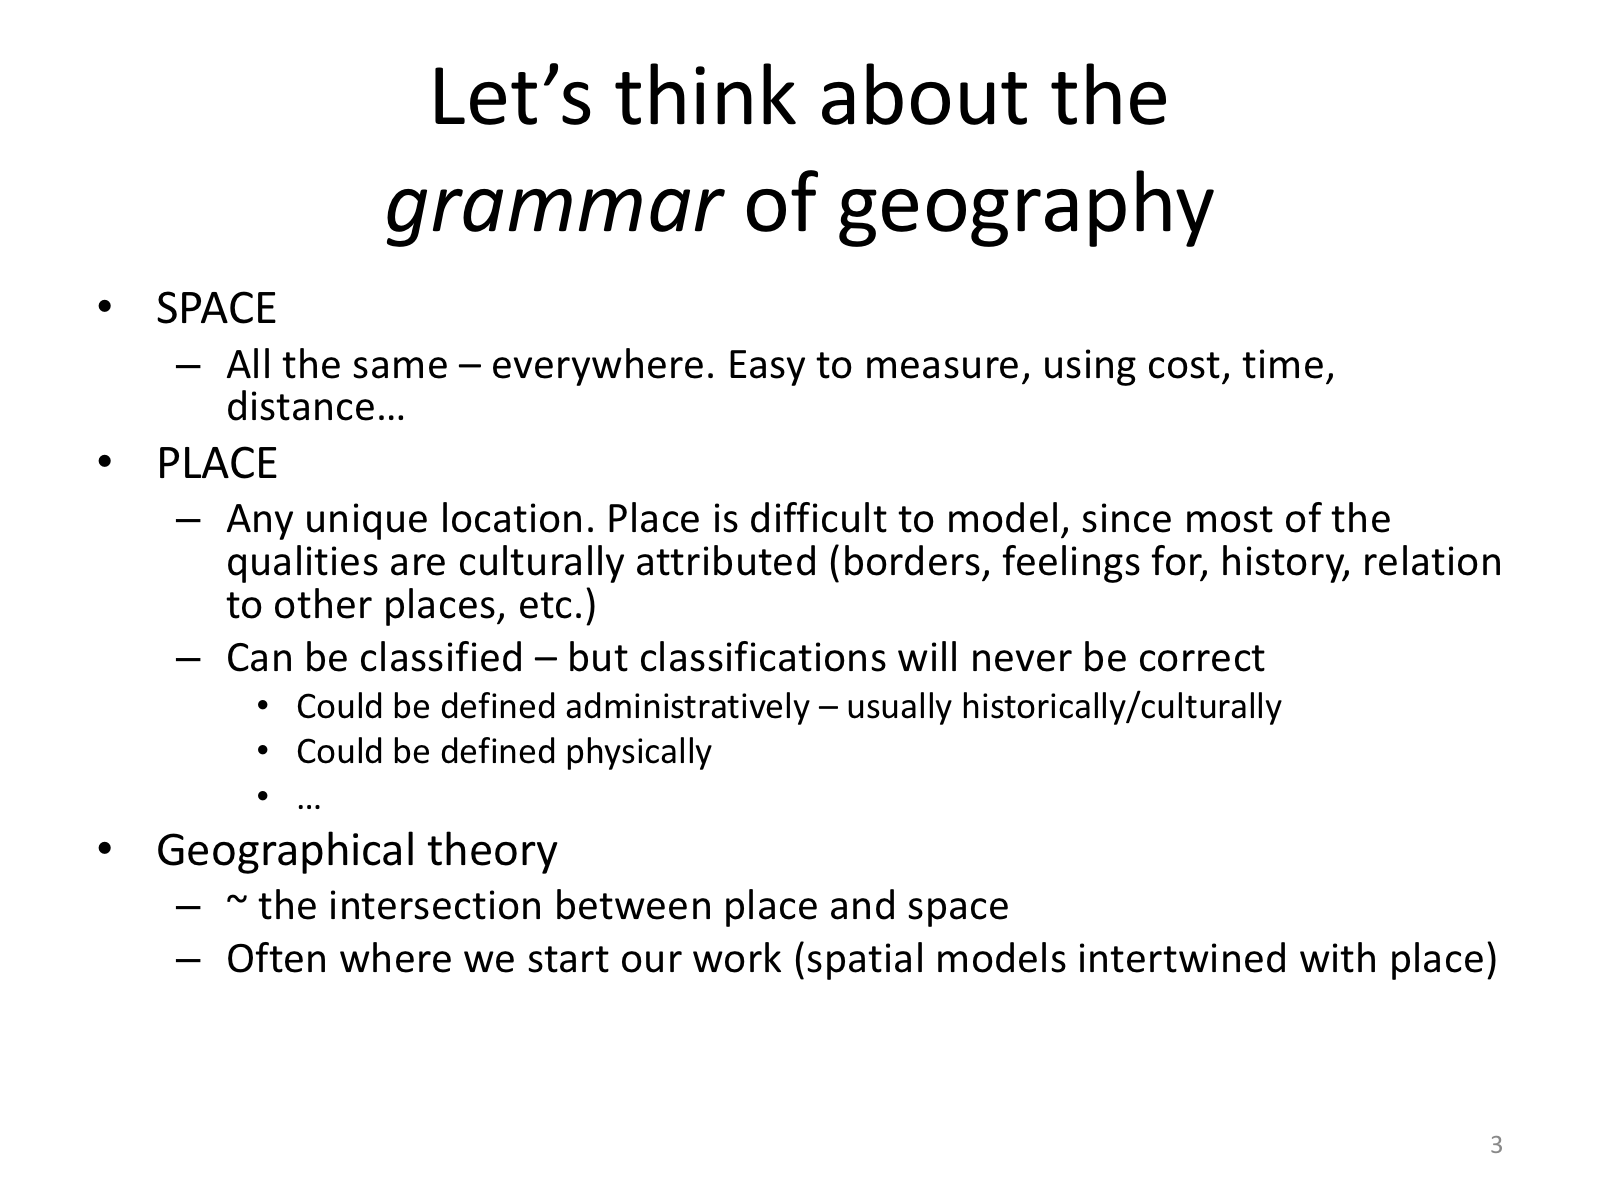 Let’s think about the
grammar of geography
• SPACE
– All the same – everywhere. Easy to measure, using cost, time,
distance…
• PLACE
– Any unique location. Place is difficult to model, since most of the
qualities are culturally attributed (borders, feelings for, history, relation
to other places, etc.)
– Can be classified – but classifications will never be correct
• Could be defined administratively – usually historically/culturally
• Could be defined physically
• …
• Geographical theory
– ~ the intersection between place and space
– Often where we start our work (spatial models intertwined with place)
3